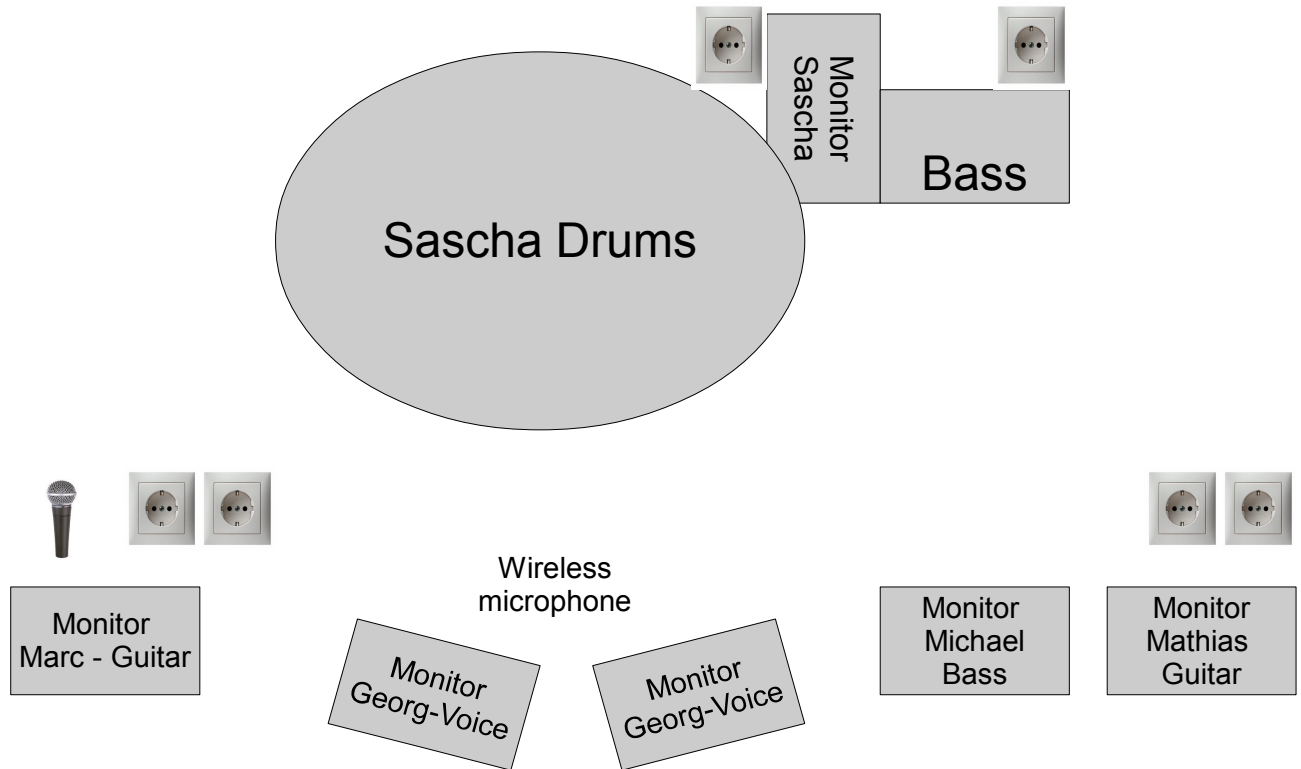 Monitor
Sascha
Bass
Sascha Drums
Wireless
microphone
Monitor
Marc - Guitar
Monitor
Georg-Voice
Monitor
Georg-Voice
Monitor
Michael
Bass
Monitor
Mathias
Guitar